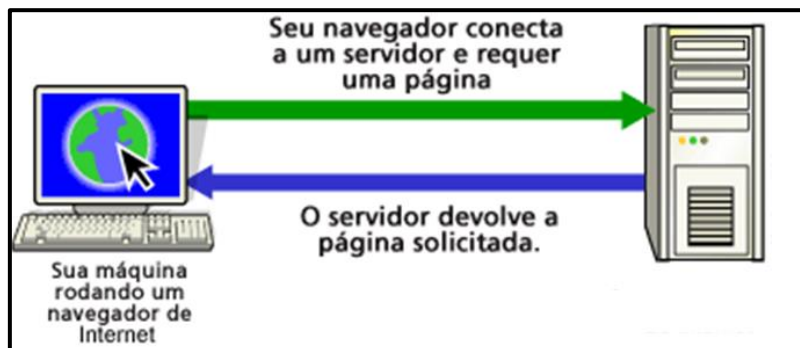 Seu navegador conecta
a um servidor e requer
uma página
O servidor devolve a
página solicitada.
Sua máquina
rodando um
navegador de
Internet